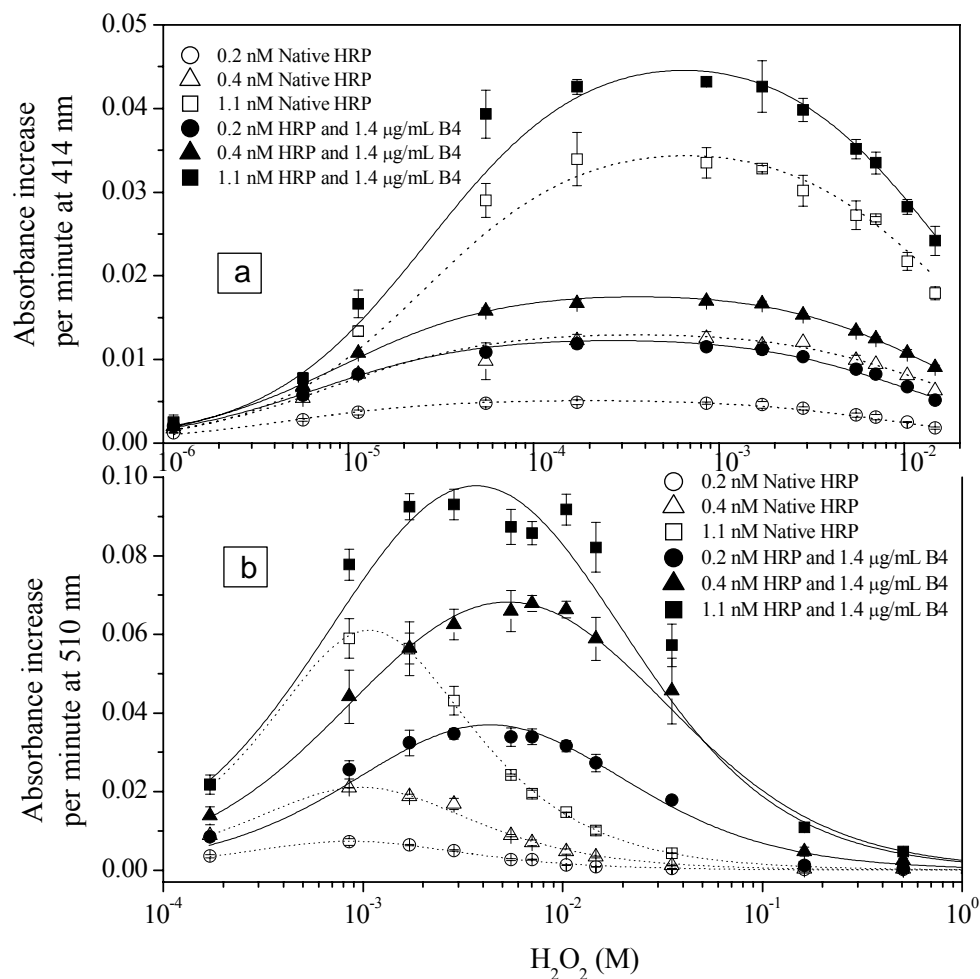 0.05
0.04
0.03
0.02
0.01
0.00
Absorbance increase
per minute at 414 nm
0.2 nM Native HRP
0.4 nM Native HRP
1.1 nM Native HRP
0.2 nM HRP and 1.4 μg/mL B4
0.4 nM HRP and 1.4 μg/mL B4
1.1 nM HRP and 1.4 μg/mL B4
a
10⁻⁶ 10⁻⁵ 10⁻⁴ 10⁻³ 10⁻²
0.10
0.08
0.06
0.04
0.02
0.00
Absorbance increase
per minute at 510 nm
b
0.2 nM Native HRP
0.4 nM Native HRP
1.1 nM Native HRP
0.2 nM HRP and 1.4 μg/mL B4
0.4 nM HRP and 1.4 μg/mL B4
1.1 nM HRP and 1.4 μg/mL B4
10⁻⁴ 10⁻³ 10⁻² 10⁻¹ 10⁰
H₂O₂ (M)